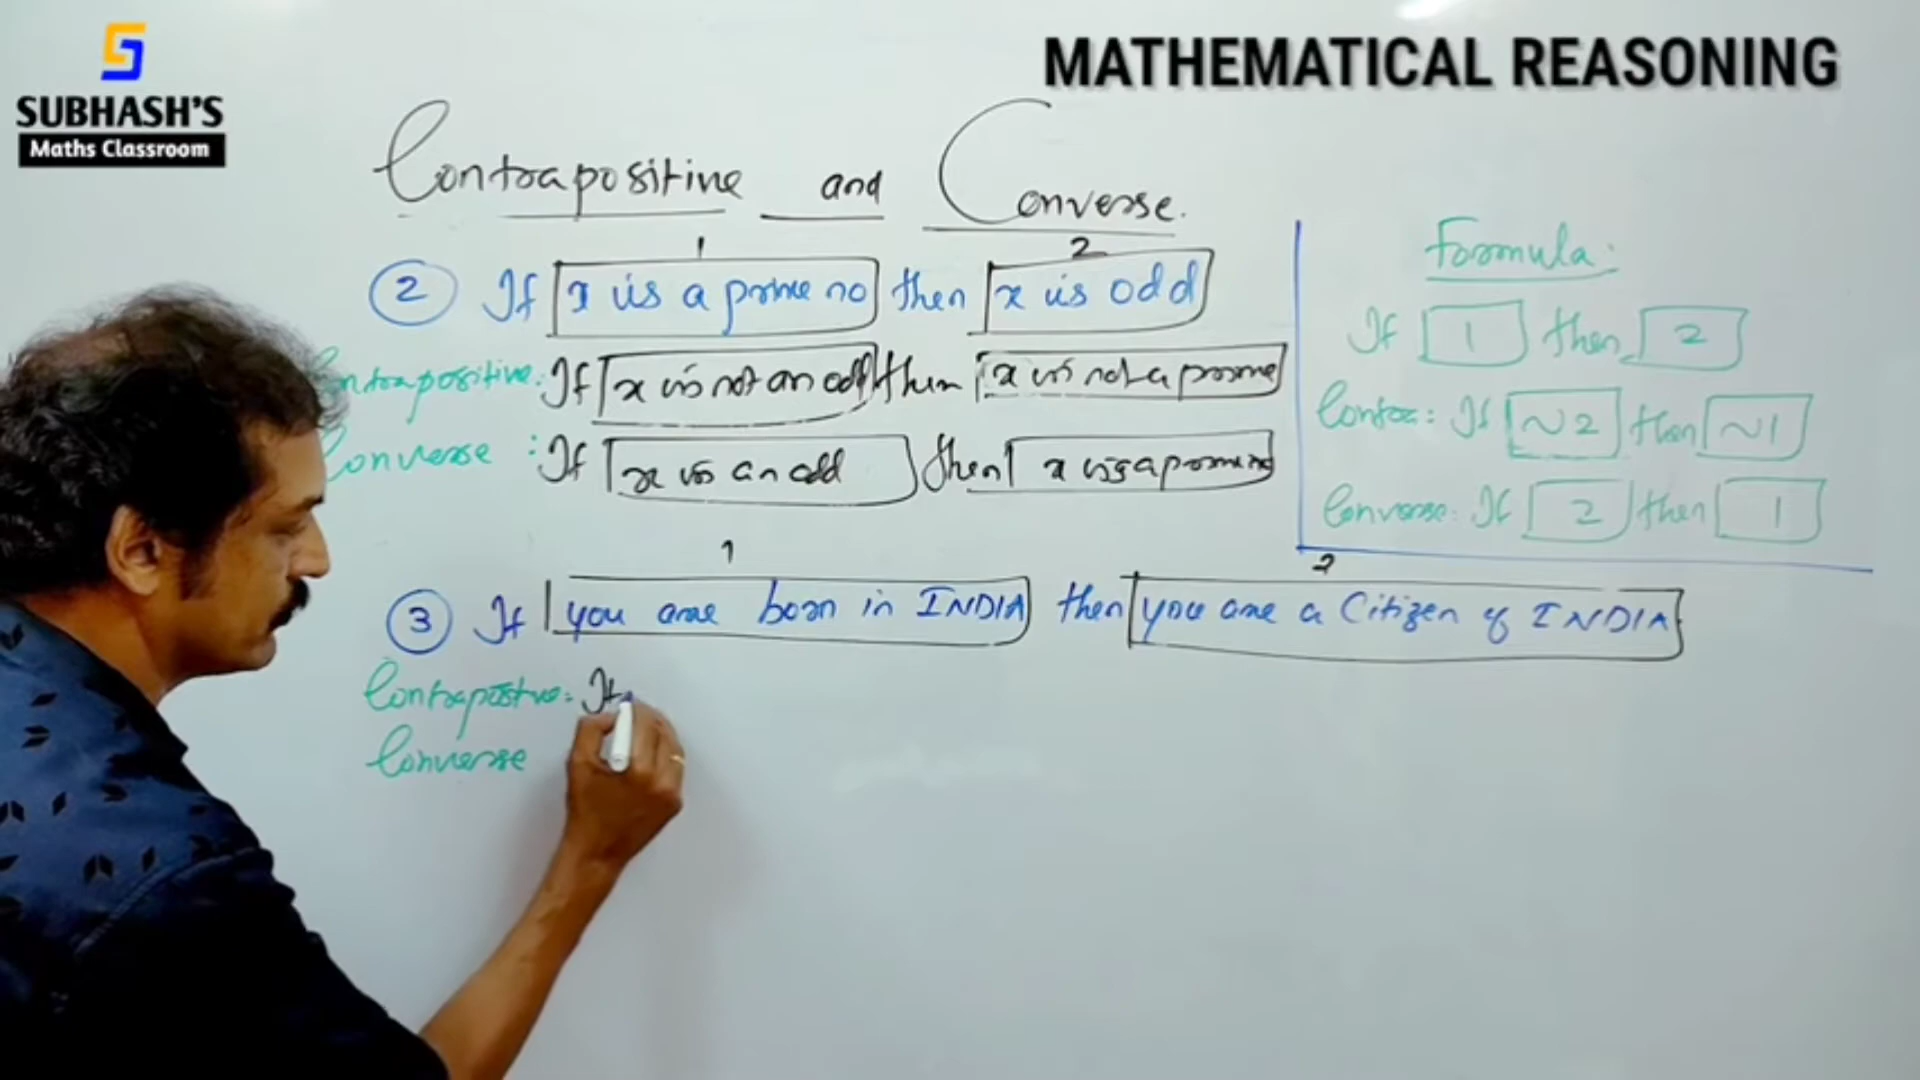 SUBHASH'S
Maths Classroom
MATHEMATICAL REASONING
Contrapositive and Converse.
1 2
2 If x is a prime no then x is odd
ontrapositive: If x is not an odd then x is not a prime
Converse : If x is an odd then x is a prime no
Formula:
If 1 then 2
Contra: If ~2 then ~1
Converse: If 2 then 1
1 2
3 If you are born in INDIA then you are a Citizen of INDIA
Contrapostive: If
Converse